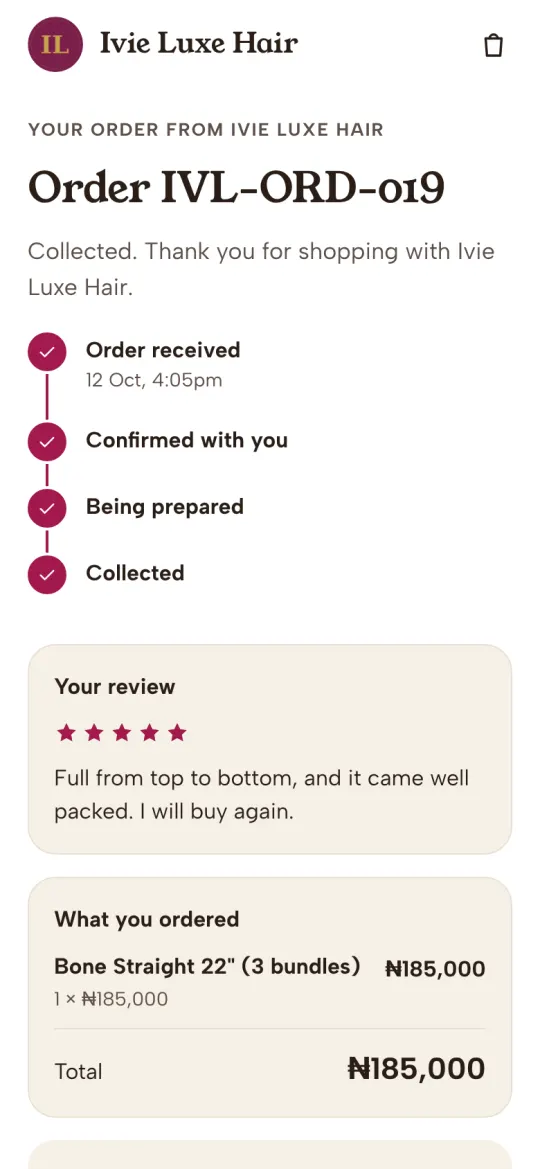 IL Ivie Luxe Hair
YOUR ORDER FROM IVIE LUXE HAIR
Order IVL-ORD-019
Collected. Thank you for shopping with Ivie
Luxe Hair.
Order received
12 Oct, 4:05pm
Confirmed with you
Being prepared
Collected
Your review
Full from top to bottom, and it came well
packed. I will buy again.
What you ordered
Bone Straight 22" (3 bundles) ₦185,000
1 × ₦185,000
Total ₦185,000